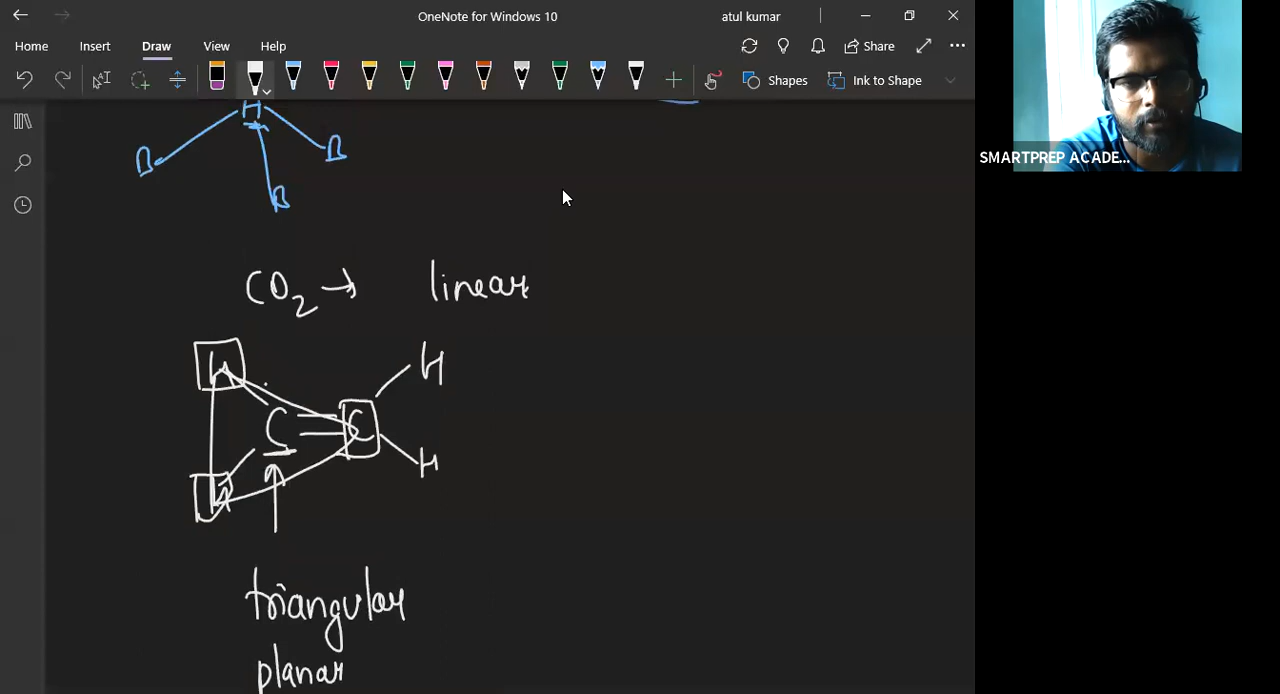 OneNote for Windows 10
atul kumar
Home Insert Draw View Help
Share
Shapes
Ink to Shape
SMARTPREP ACADE...
H
B B
B
CO2 → linear
H H
C = C
H H
triangular
planar